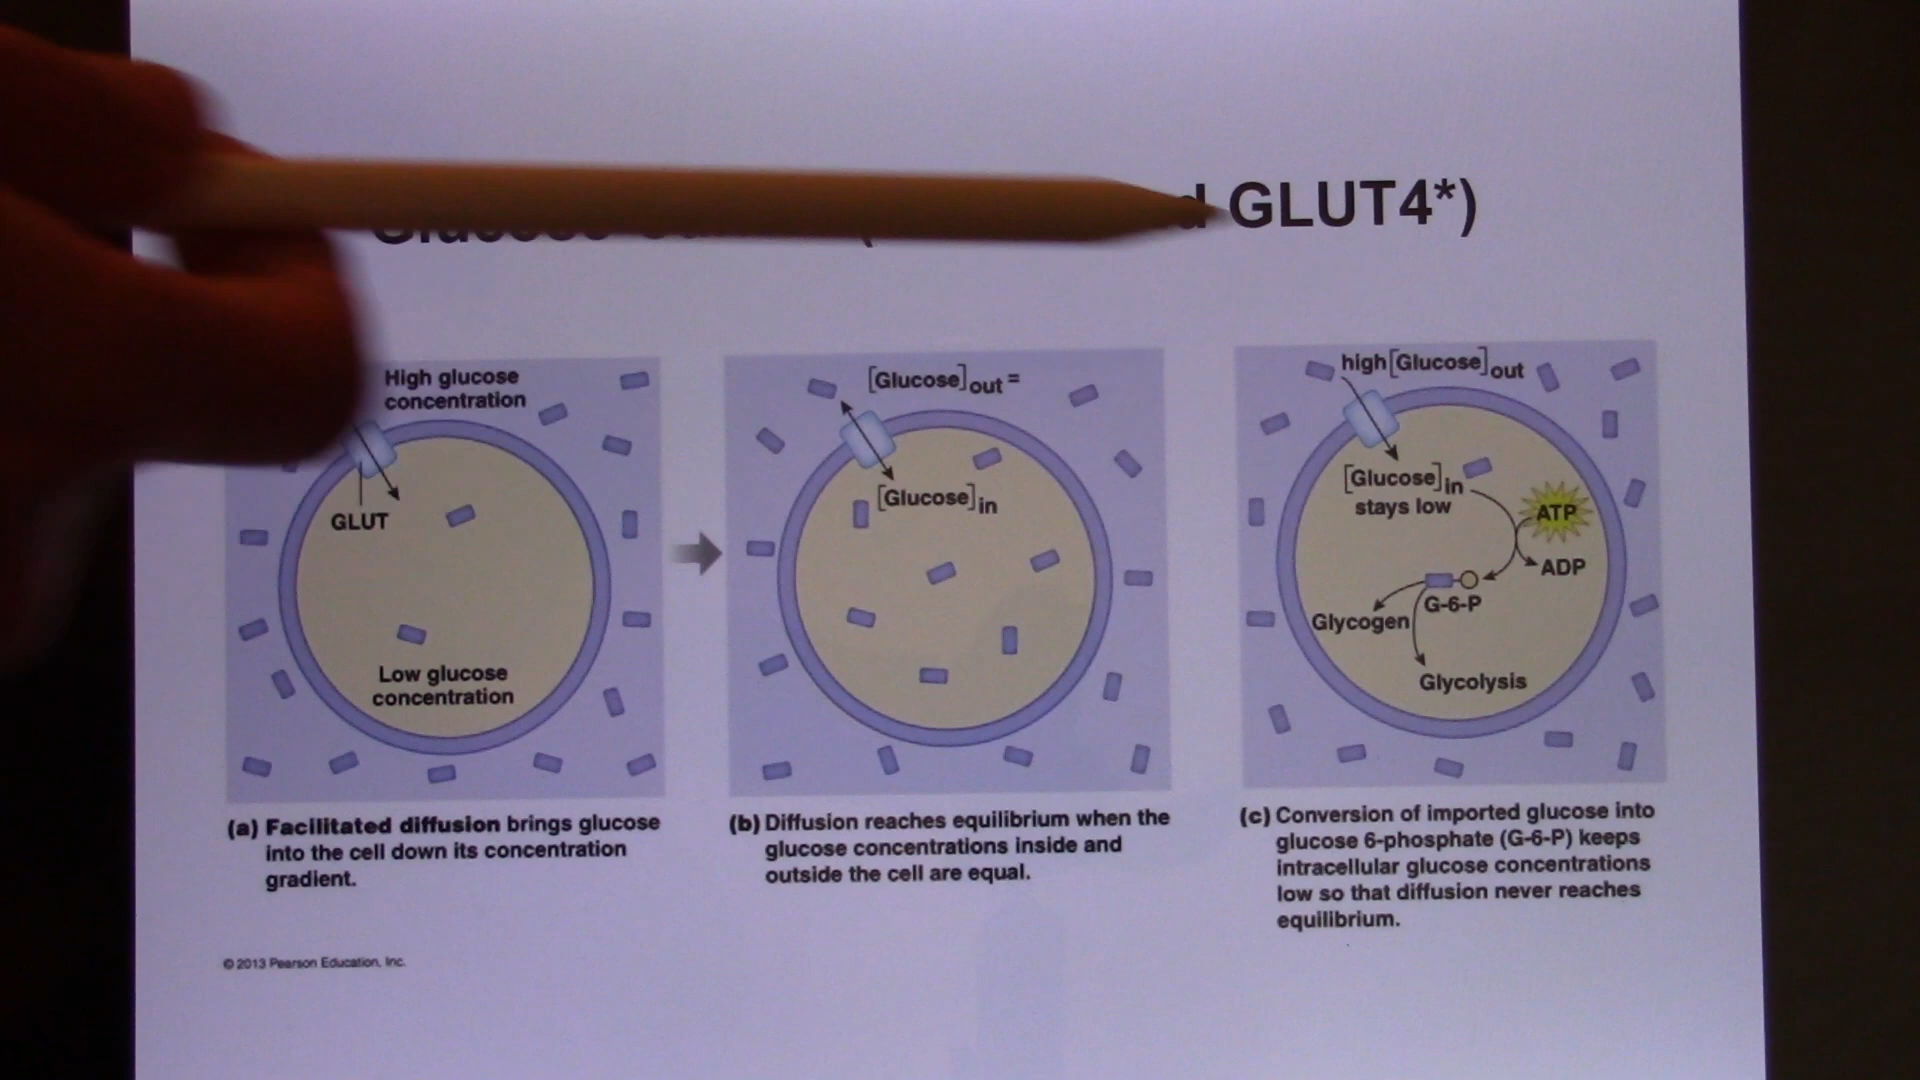 GLUT4*)
High glucose
concentration
GLUT
Low glucose
concentration
[Glucose]out =
[Glucose]in
high[Glucose]out
[Glucose]in
stays low
ATP
ADP
G-6-P
Glycogen
Glycolysis
(a) Facilitated diffusion brings glucose
into the cell down its concentration
gradient.
(b) Diffusion reaches equilibrium when the
glucose concentrations inside and
outside the cell are equal.
(c) Conversion of imported glucose into
glucose 6-phosphate (G-6-P) keeps
intracellular glucose concentrations
low so that diffusion never reaches
equilibrium.
© 2013 Pearson Education, Inc.